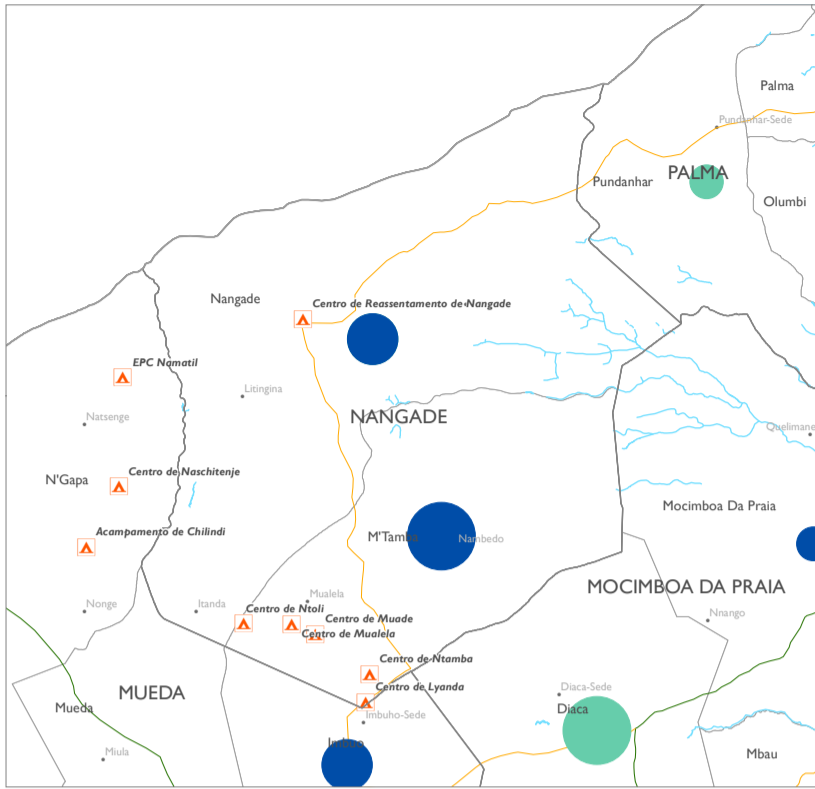 Palma
Pundanhar-Sede
PALMA
Pundanhar
Olumbi
Nangade
Centro de Reassentamento de Nangade
EPC Namatil
Litingina
Natsenge
NANGADE
Quelimane
Centro de Naschitenje
N'Gapa
Mocimboa Da Praia
Acampamento de Chilindi
M'Tamba
Nambedo
MOCIMBOA DA PRAIA
Mualela
Nonge
Itanda
Centro de Ntoli
Centro de Muade
Nnango
Centro de Mualela
Centro de Ntamba
MUEDA
Diaca-Sede
Centro de Lyanda
Mueda
Diaca
Imbuho-Sede
Imbuo
Miula
Mbau